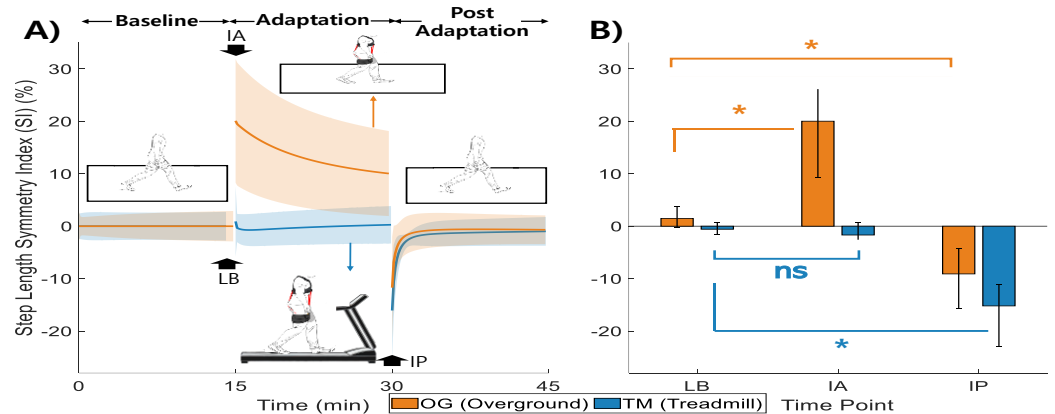 A)
Baseline
Adaptation
Post
Adaptation
IA
LB
IP
Step Length Symmetry Index (SI) (%)
30
20
10
0
-10
-20
0
15
30
45
Time (min)
B)
*
*
ns
*
30
20
10
0
-10
-20
LB
IA
IP
Time Point
OG (Overground)
TM (Treadmill)